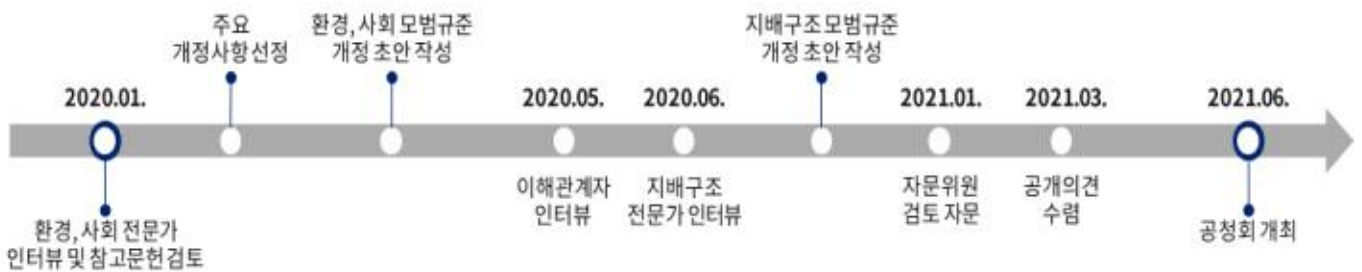 주요
개정사항 선정
환경, 사회 모범규준
개정 초안 작성
지배구조 모범규준
개정 초안 작성
2020.01.
2020.05.
2020.06.
2021.01.
2021.03.
2021.06.
이해관계자
인터뷰
지배구조
전문가 인터뷰
자문위원
검토 자문
공개의견
수렴
환경, 사회 전문가
인터뷰 및 참고문헌 검토
공청회 개최